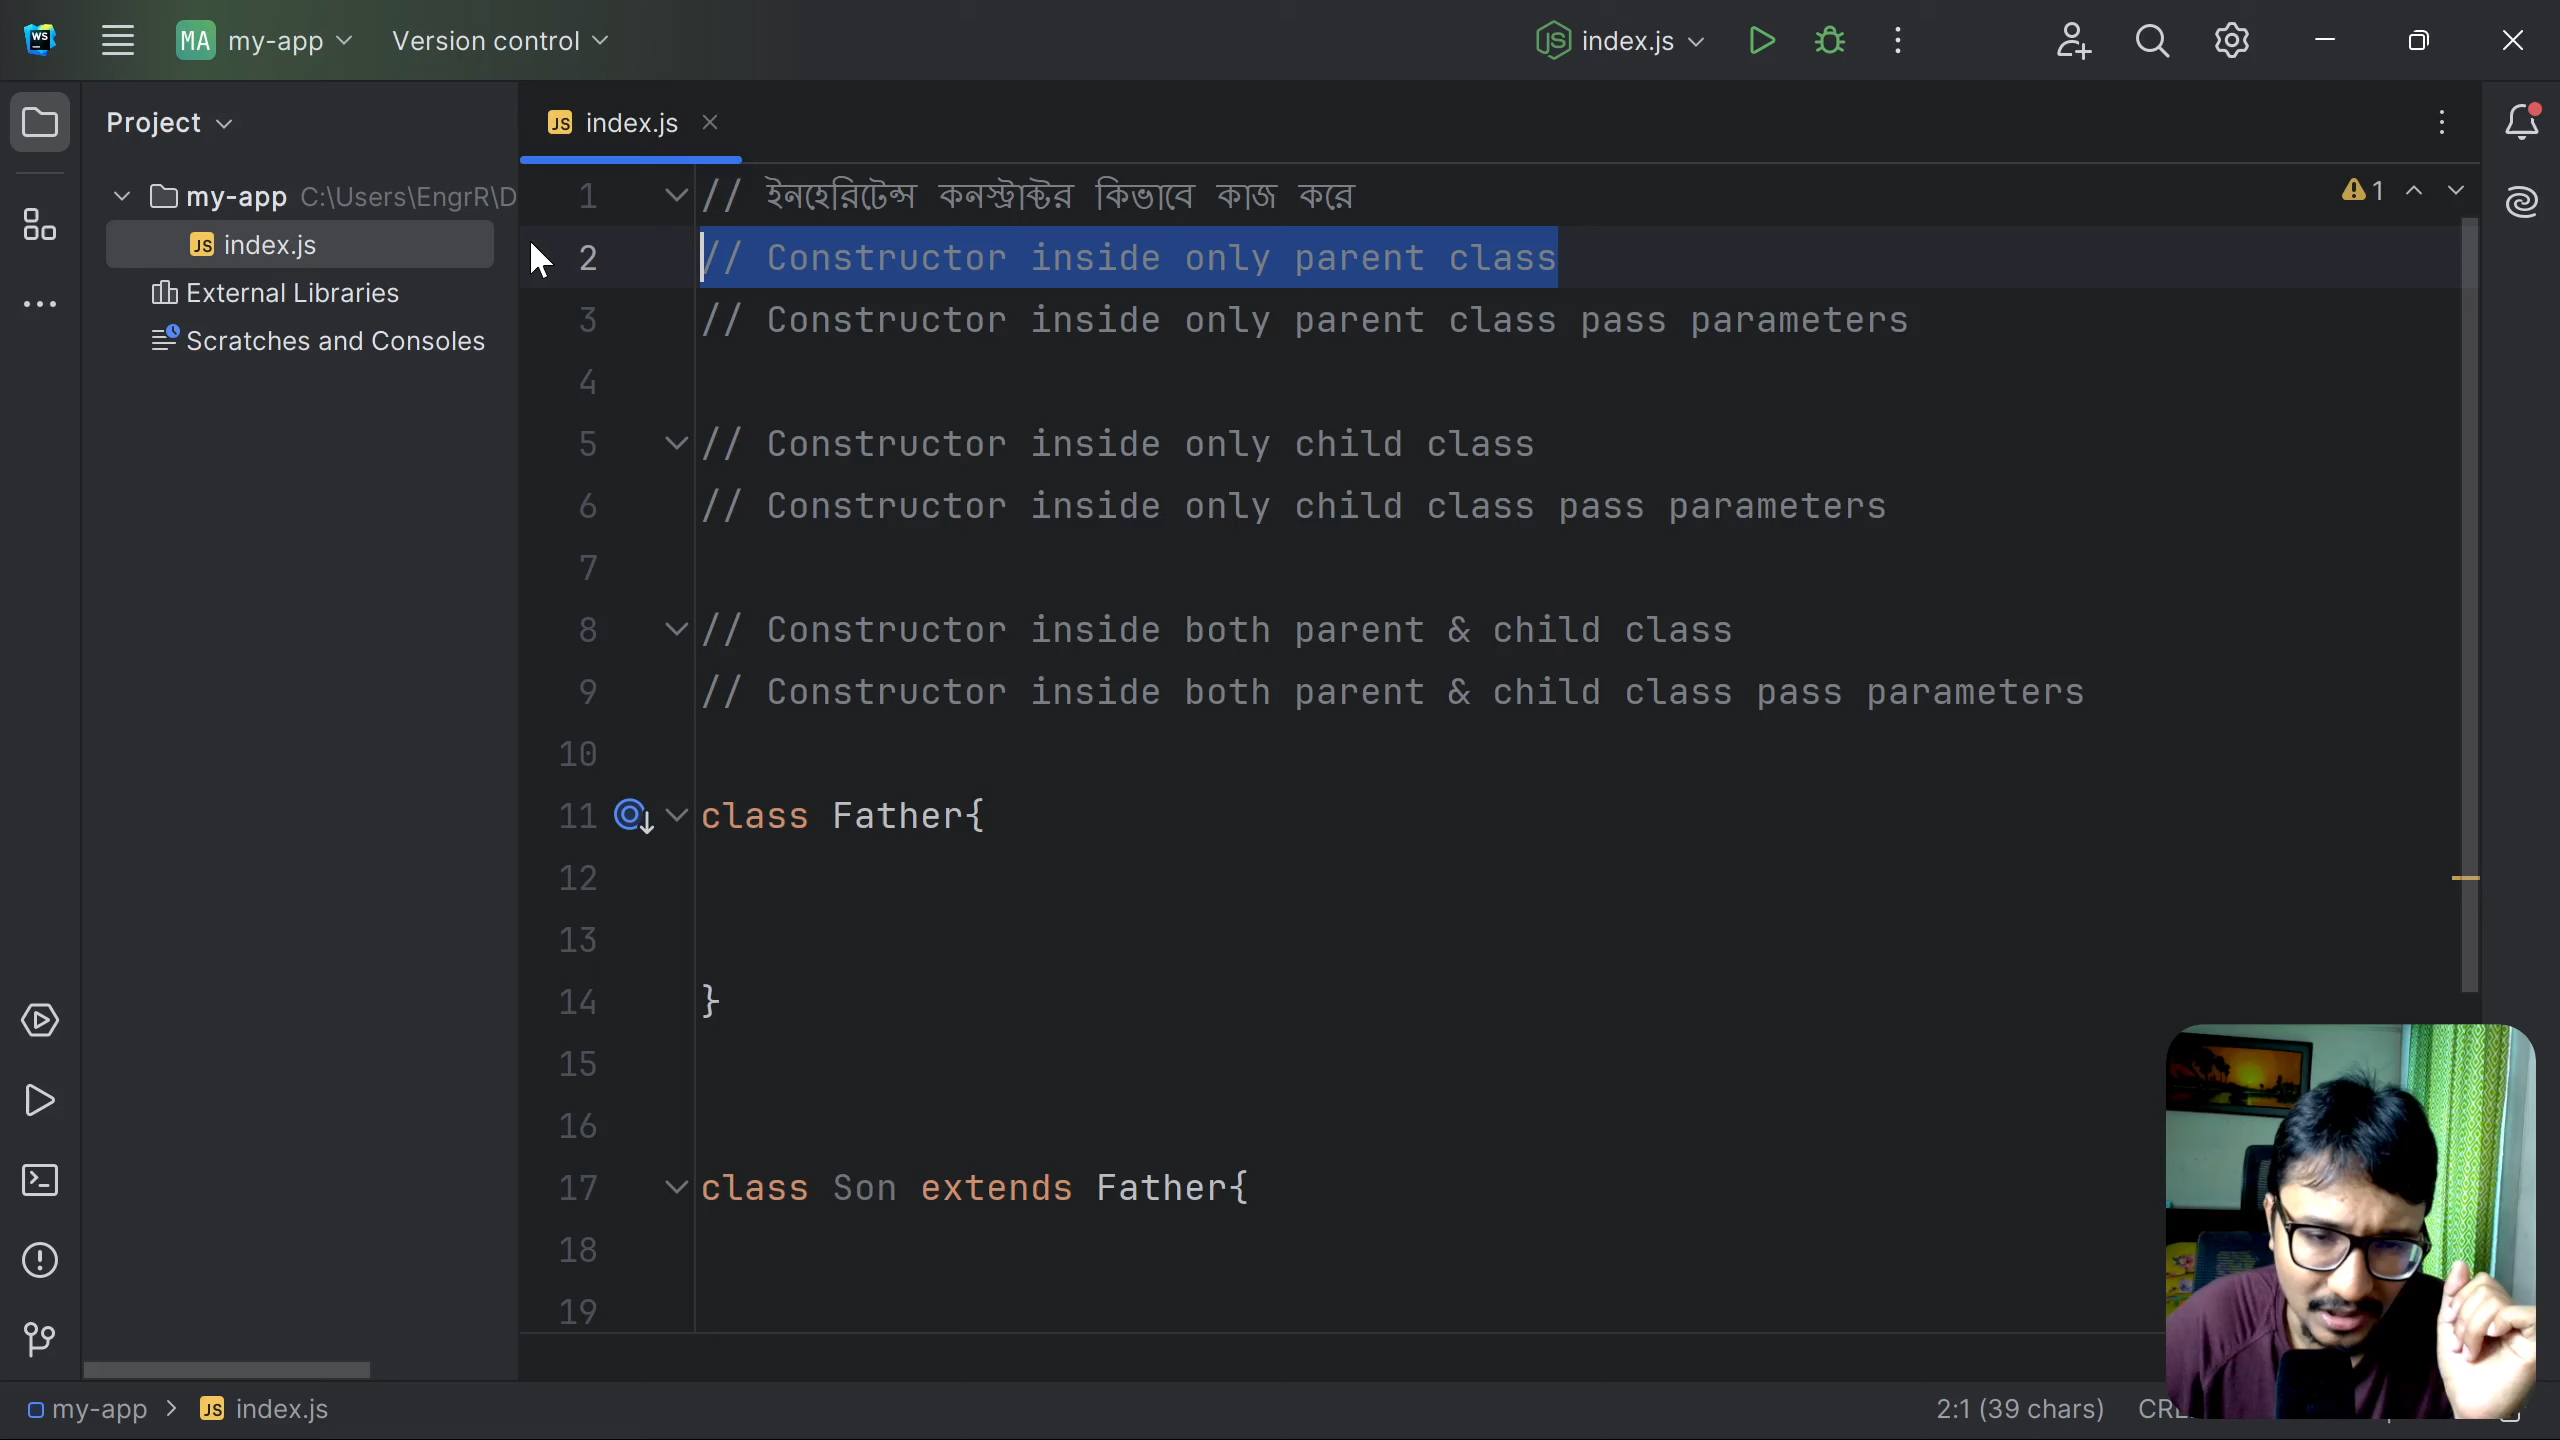 WS
MA my-app Version control
index.js
Project
my-app C:\Users\EngrR\D
JS index.js
External Libraries
Scratches and Consoles
JS index.js
1 // ইনহেরিটেন্স কনস্ট্রাক্টর কিভাবে কাজ করে
2 // Constructor inside only parent class
3 // Constructor inside only parent class pass parameters
4
5 // Constructor inside only child class
6 // Constructor inside only child class pass parameters
7
8 // Constructor inside both parent & child class
9 // Constructor inside both parent & child class pass parameters
10
11 class Father{
12
13
14 }
15
16
17 class Son extends Father{
18
19
1
my-app > JS index.js
2:1 (39 chars)